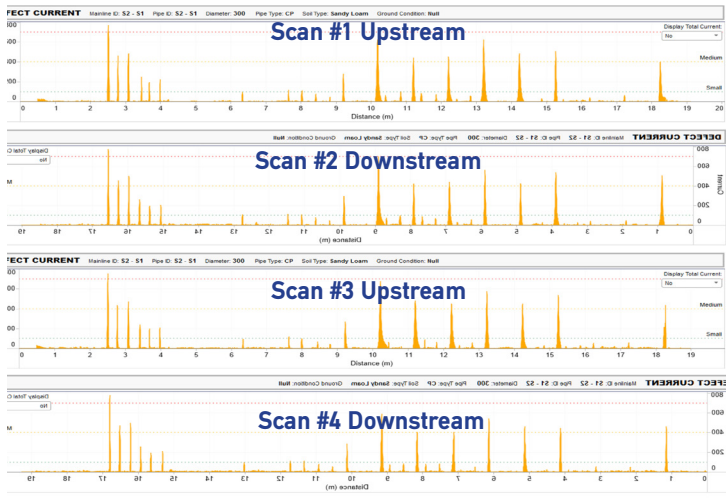 FECT CURRENT Mainline ID: S2 - S1 Pipe ID: S2 - S1 Diameter: 300 Pipe Type: CP Soil Type: Sandy Loam Ground Condition: Null
Scan #1 Upstream
Display Total Current:
No
Medium
Small
0
0 1 2 3 4 5 6 7 8 9 10 11 12 13 14 15 16 17 18 19 20
Distance (m)
DEFECT CURRENT Mainline ID: S1 - S2 Pipe ID: S1 - S2 Diameter: 300 Pipe Type: CP Soil Type: Sandy Loam Ground Condition: Null
Scan #2 Downstream
Display Total C
No
M
800
600
400
200
0
Current
19 18 17 16 15 14 13 12 11 10 9 8 7 6 5 4 3 2 1 0
Distance (m)
FECT CURRENT Mainline ID: S2 - S1 Pipe ID: S2 - S1 Diameter: 300 Pipe Type: CP Soil Type: Sandy Loam Ground Condition: Null
Scan #3 Upstream
Display Total Current:
No
Medium
Small
0
0 1 2 3 4 5 6 7 8 9 10 11 12 13 14 15 16 17 18 19
Distance (m)
EFECT CURRENT Mainline ID: S1 - S2 Pipe ID: S1 - S2 Diameter: 300 Pipe Type: CP Soil Type: Sandy Loam Ground Condition: Null
Scan #4 Downstream
Display Total C
No
M
800
600
400
200
0
19 18 17 16 15 14 13 12 11 10 9 8 7 6 5 4 3 2 1 0
Distance (m)